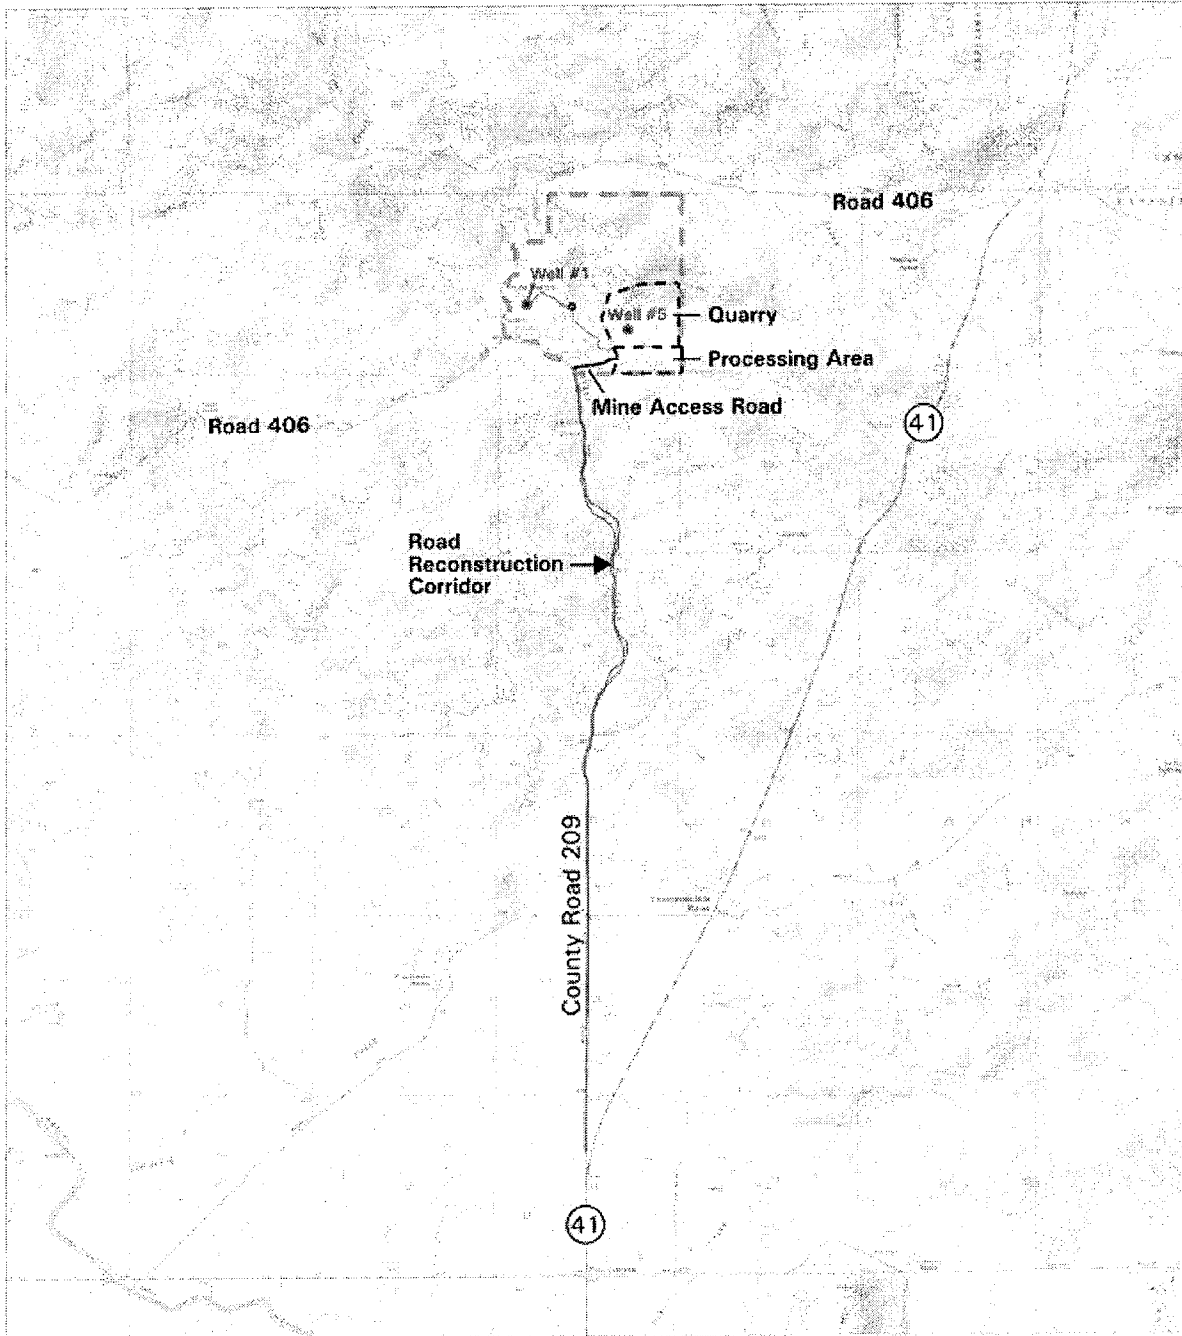 Road 406
Well #1
Well #5
Quarry
Processing Area
Mine Access Road
41
Road 406
Road
Reconstruction
Corridor
County Road 209
41